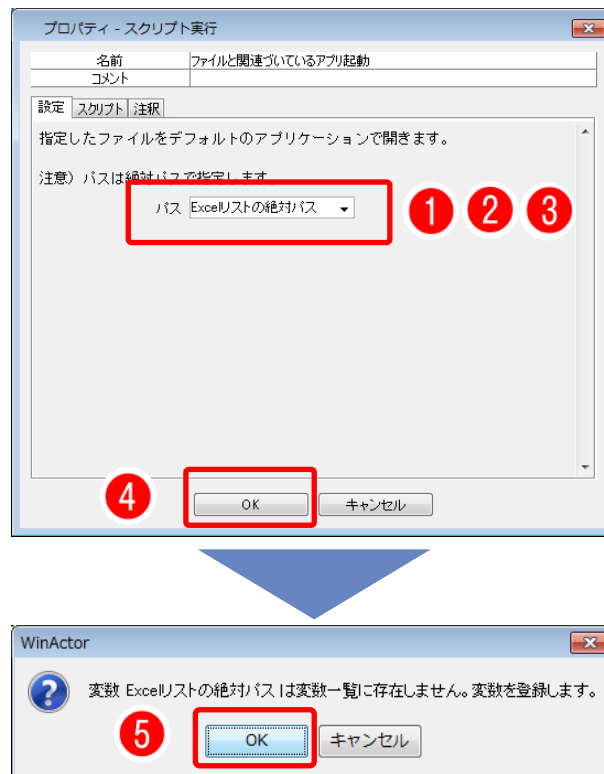 プロパティ - スクリプト実行
名前 ファイルと関連づいているアプリ起動
コメント
設定 スクリプト 注釈
指定したファイルをデフォルトのアプリケーションで開きます。
注意）パスは絶対パスで指定します。
パス Excelリストの絶対パス
1 2 3
4
OK キャンセル
WinActor
変数 Excelリストの絶対パス は変数一覧に存在しません。変数を登録します。
5
OK キャンセル